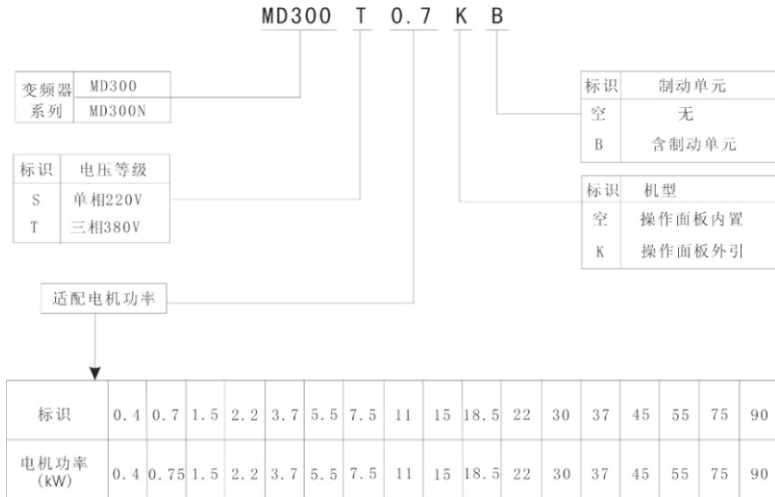 MD300 T 0.7 K B
变频器系列 MD300
MD300N
标识 制动单元
空 无
B 含制动单元
标识 电压等级
S 单相220V
T 三相380V
标识 机型
空 操作面板内置
K 操作面板外引
适配电机功率
标识 0.4 0.7 1.5 2.2 3.7 5.5 7.5 11 15 18.5 22 30 37 45 55 75 90
电机功率
(kW) 0.4 0.75 1.5 2.2 3.7 5.5 7.5 11 15 18.5 22 30 37 45 55 75 90